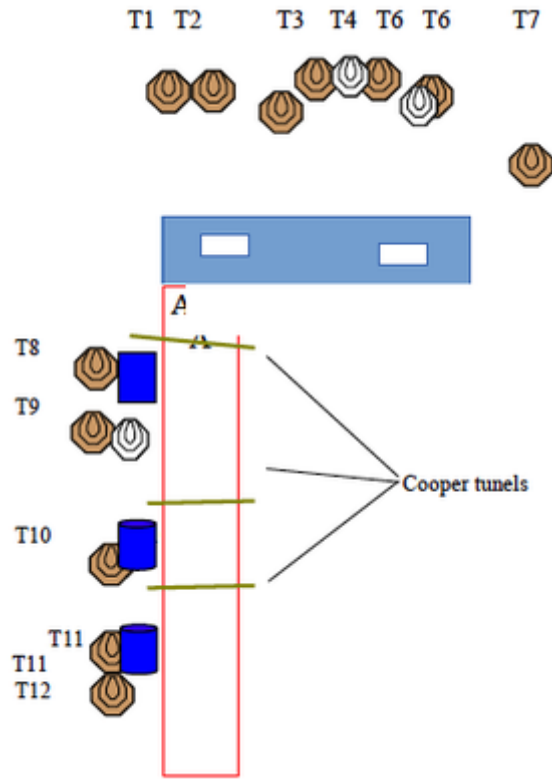 T1 T2 T3 T4 T6 T6 T7
A
A
T8
T9
Cooper tunels
T10
T11
T11
T12